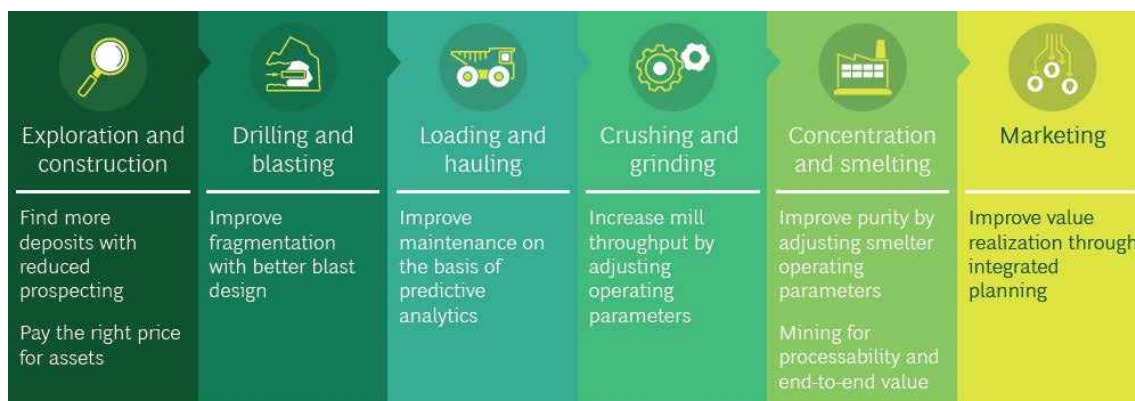 Exploration and
construction
Find more
deposits with
reduced
prospecting
Pay the right price
for assets
Drilling and
blasting
Improve
fragmentation
with better blast
design
Loading and
hauling
Improve
maintenance on
the basis of
predictive
analytics
Crushing and
grinding
Increase mill
throughput by
adjusting
operating
parameters
Concentration
and smelting
Improve purity by
adjusting smelter
operating
parameters
Mining for
processability and
end-to-end value
Marketing
Improve value
realization through
integrated
planning